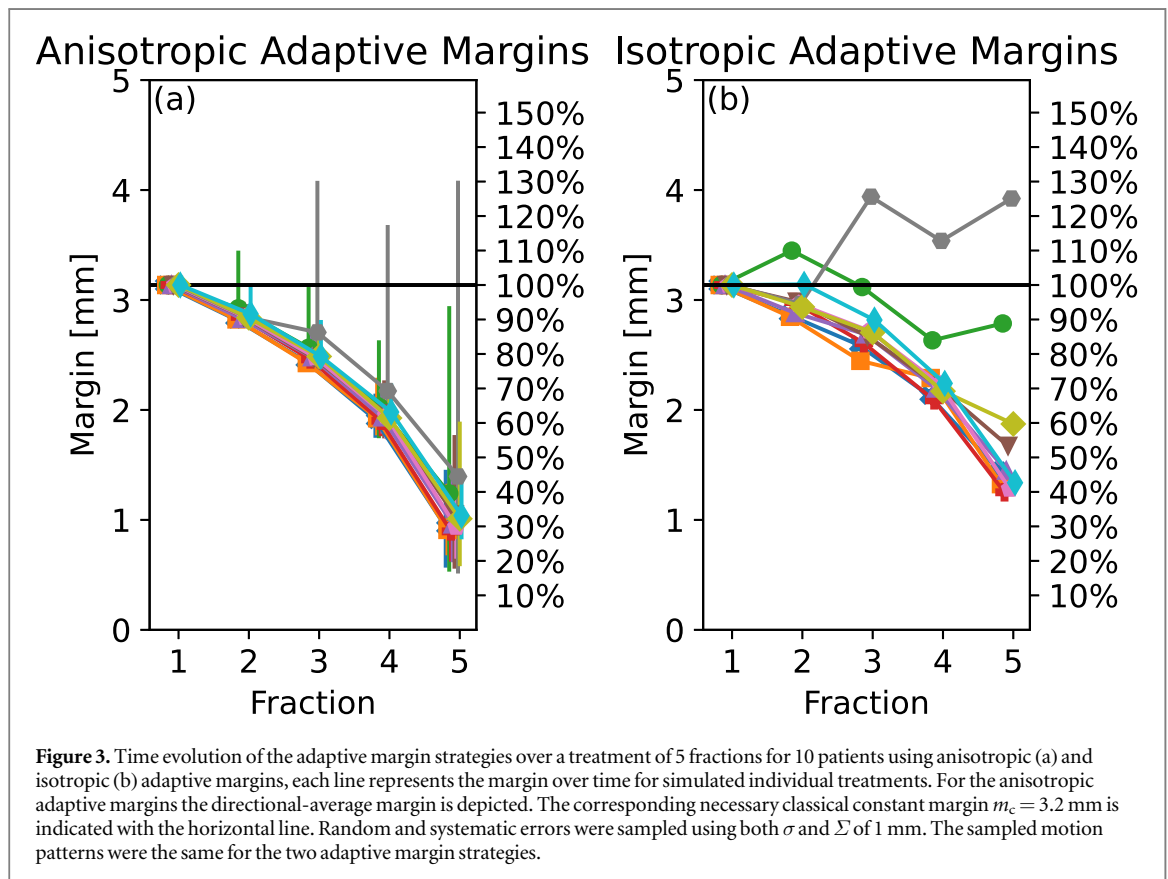 Anisotropic Adaptive Margins
(a)
5
4
3
2
1
0
Margin [mm]
150%
140%
130%
120%
110%
100%
90%
80%
70%
60%
50%
40%
30%
20%
10%
1 2 3 4 5
Fraction
Isotropic Adaptive Margins
(b)
5
4
3
2
1
0
Margin [mm]
150%
140%
130%
120%
110%
100%
90%
80%
70%
60%
50%
40%
30%
20%
10%
1 2 3 4 5
Fraction
Figure 3. Time evolution of the adaptive margin strategies over a treatment of 5 fractions for 10 patients using anisotropic (a) and
isotropic (b) adaptive margins, each line represents the margin over time for simulated individual treatments. For the anisotropic
adaptive margins the directional-average margin is depicted. The corresponding necessary classical constant margin mc = 3.2 mm is
indicated with the horizontal line. Random and systematic errors were sampled using both σ and Σ of 1 mm. The sampled motion
patterns were the same for the two adaptive margin strategies.